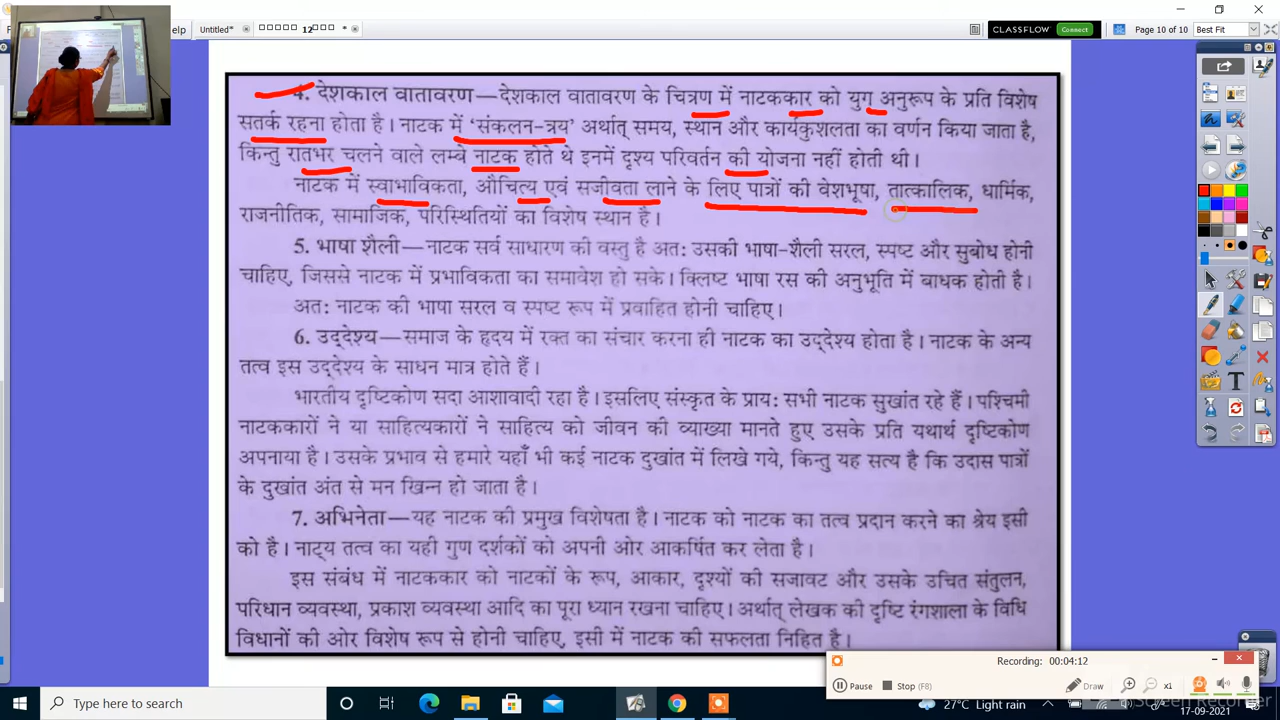 elp
Untitled*
12
*
CLASSFLOW
Connect
Page 10 of 10
Best Fit
4. देशकाल वातावरण—देशकाल वातावरण के चित्रण में नाटककार को युग अनुरूप के प्रति विशेष
सतर्क रहना होता है। नाटक में ‘संकलन-त्रय’ अर्थात् समय, स्थान और कार्यकुशलता का वर्णन किया जाता है,
किन्तु रातभर चलने वाले लम्बे नाटक होते थे इनमें दृश्य परिवर्तन की योजना नहीं होती थी।
नाटक में स्वाभाविकता, औचित्य एवं सजीवता लाने के लिए पात्रों की वेशभूषा, तात्कालिक, धार्मिक,
राजनीतिक, सामाजिक, परिस्थितियों का विशेष स्थान है।
5. भाषा शैली—नाटक सर्व साधारण की वस्तु है अत: उसकी भाषा-शैली सरल, स्पष्ट और सुबोध होनी
चाहिए, जिससे नाटक में प्रभाविकता का समावेश हो सके। क्लिष्ट भाषा रस की अनुभूति में बाधक होती है।
अत: नाटक की भाषा सरल व स्पष्ट रूप में प्रवाहित होनी चाहिए।
6. उद्देश्य—समाज के हृदय में रक्त का संचार करना ही नाटक का उद्देश्य होता है। नाटक के अन्य
तत्व इस उद्देश्य के साधन मात्र होते हैं।
भारतीय दृष्टिकोण सदा आशावादी रहा है। इसलिए संस्कृत के प्राय: सभी नाटक सुखांत रहे हैं। पश्चिमी
नाटककारों ने या साहित्यकारों ने साहित्य को जीवन की व्याख्या मानते हुए उसके प्रति यथार्थ दृष्टिकोण
अपनाया है। उसके प्रभाव से हमारे यहाँ भी कई नाटक दुखांत में लिखे गये, किन्तु यह सत्य है कि उदास पात्रों
के दुखांत अंत से मन खिन्न हो जाता है।
7. अभिनेता—यह नाटक की प्रमुख विशेषता है। नाटक को नाटक का तत्व प्रदान करने का श्रेय इसी
को है। नाट्य तत्व का यही गुण दर्शकों को अपनी ओर आकर्षित कर लेता है।
इस संबंध में नाटककार को नाटकों के रूप, आकार, दृश्यों की सजावट और उसके उचित संतुलन,
परिधान व्यवस्था, प्रकाश व्यवस्था आदि का पूरा ध्यान रखना चाहिए। अर्थात् लेखक की दृष्टि रंगशाला के विधि
विधानों की ओर विशेष रूप से होनी चाहिए, इसी में नाटक की सफलता निहित है।
Recording: 00:04:12
Pause
Stop (F8)
Draw
x1
Screen Recorder
Type here to search
27°C Light rain
17-09-2021